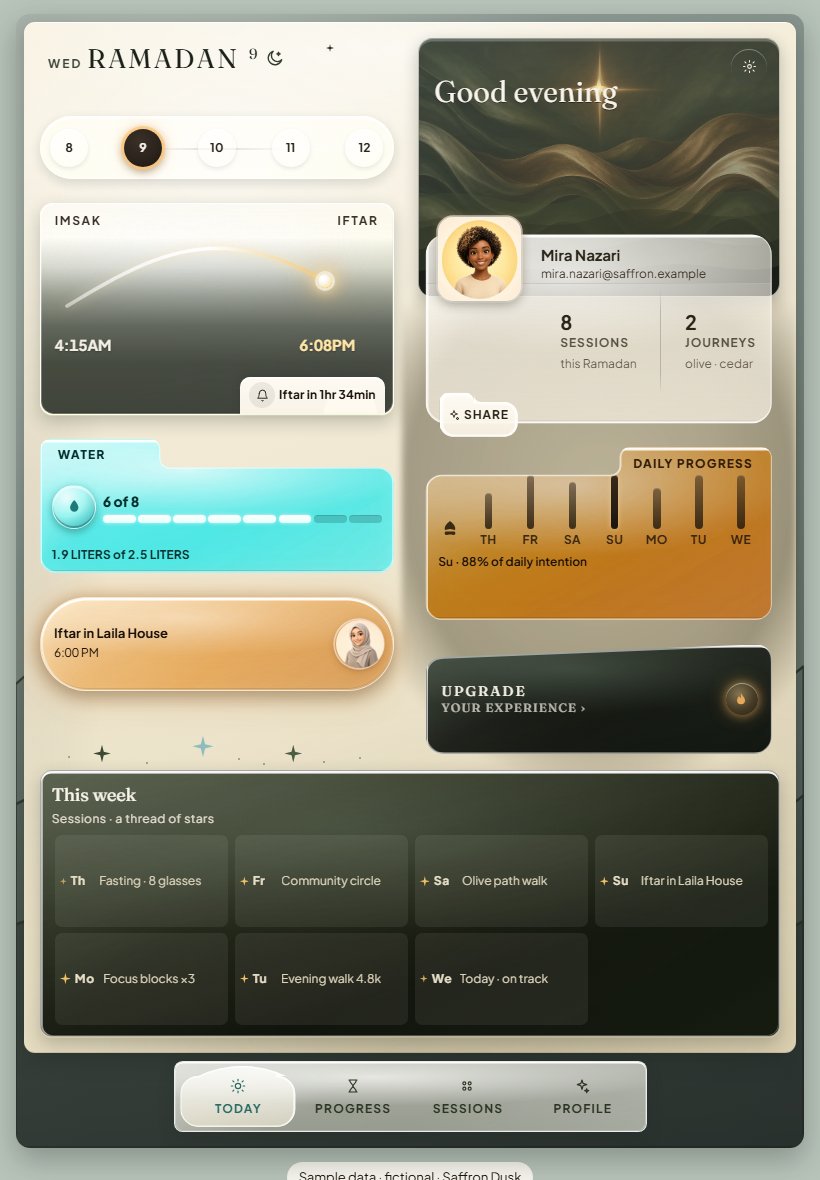 WED RAMADAN 9
8 9 10 11 12
IMSAK IFTAR
4:15AM 6:08PM
Iftar in 1hr 34min
WATER
6 of 8
1.9 LITERS of 2.5 LITERS
Iftar in Laila House
6:00 PM
Good evening
Mira Nazari
mira.nazari@saffron.example
8 2
SESSIONS JOURNEYS
this Ramadan olive · cedar
SHARE
DAILY PROGRESS
TH FR SA SU MO TU WE
Su · 88% of daily intention
UPGRADE
YOUR EXPERIENCE ›
This week
Sessions · a thread of stars
Th Fasting · 8 glasses
Fr Community circle
Sa Olive path walk
Su Iftar in Laila House
Mo Focus blocks ×3
Tu Evening walk 4.8k
We Today · on track
TODAY PROGRESS SESSIONS PROFILE
Sample data · fictional · Saffron Dusk